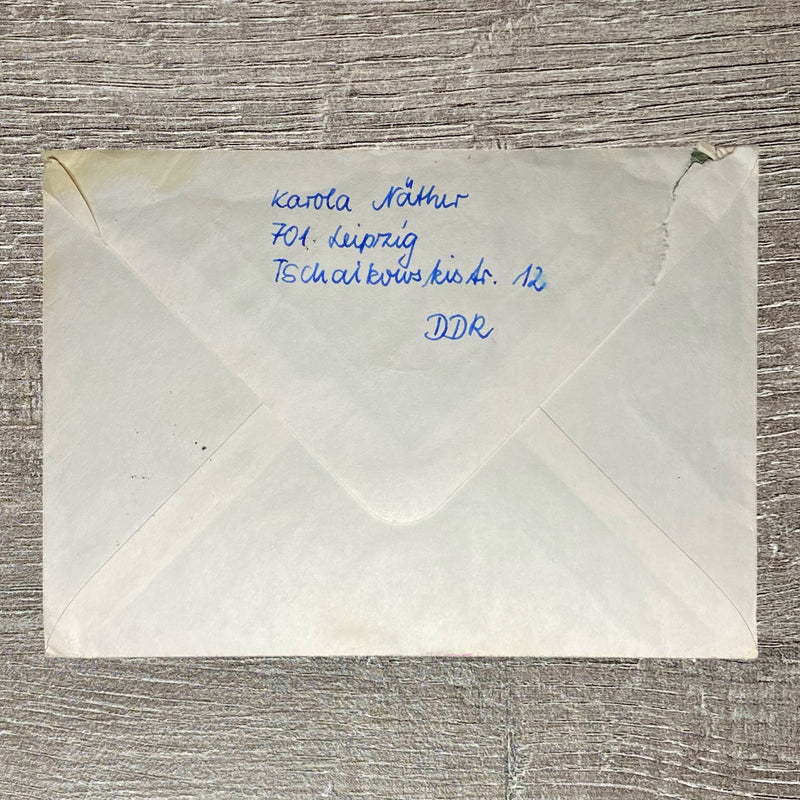 Karola Näther
701 Leipzig
Tschaikowskistr. 12
DDR